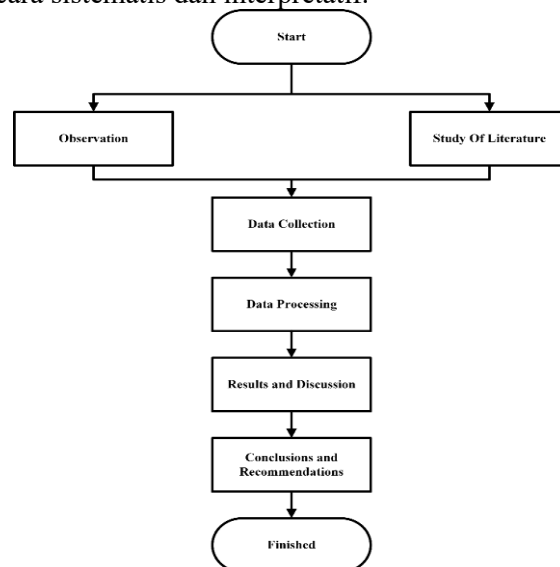 secara sistematis dan interpretatif.
Start
Observation
Study Of Literature
Data Collection
Data Processing
Results and Discussion
Conclusions and
Recommendations
Finished